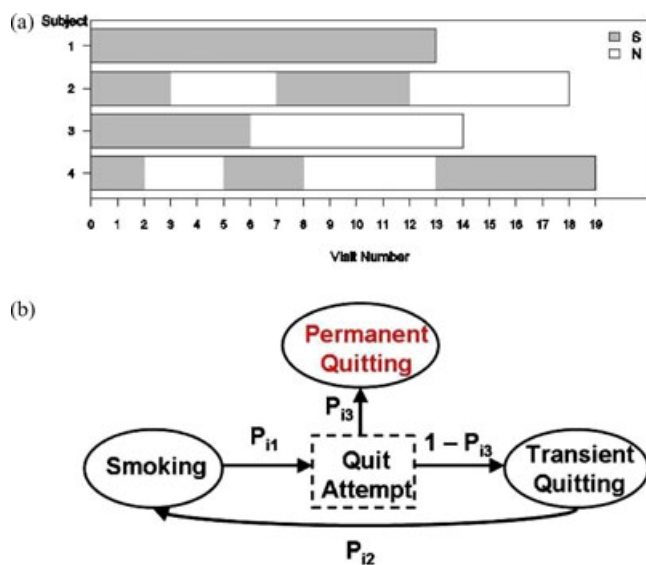 (a)
Subject
1
2
3
4
S
N
0 1 2 3 4 5 6 7 8 9 10 11 12 13 14 15 16 17 18 19
Visit Number
(b)
Permanent
Quitting
Pi3
Pi1
1 – Pi3
Smoking
Quit
Attempt
Transient
Quitting
Pi2